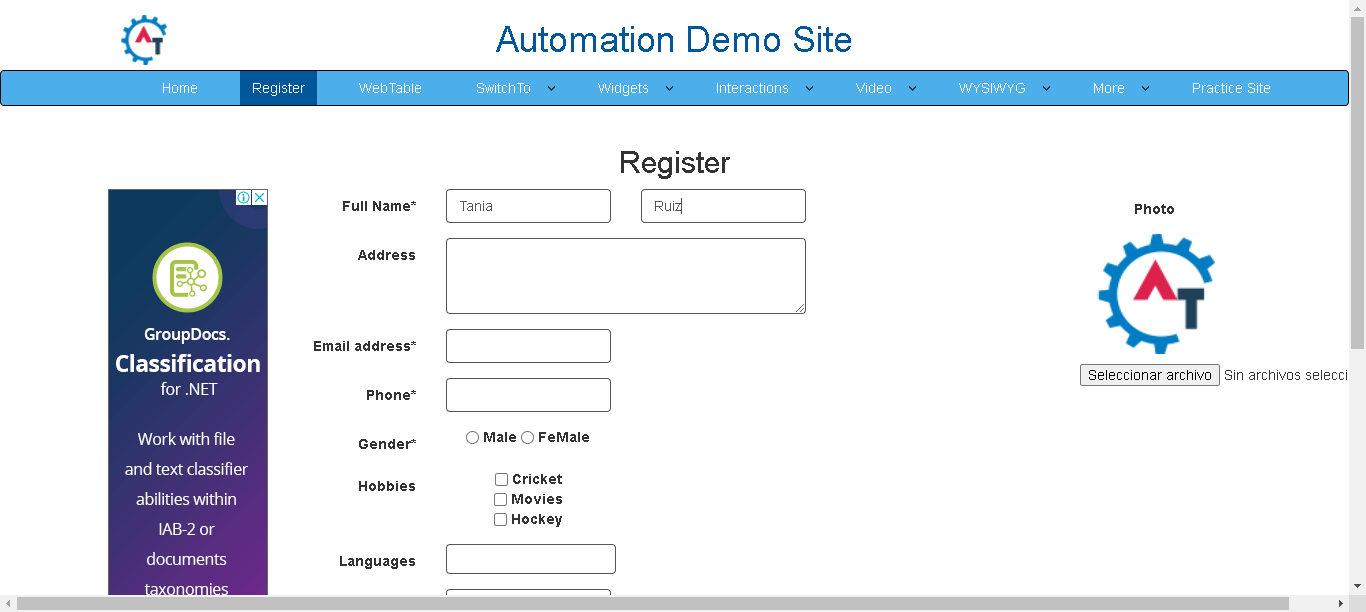 Automation Demo Site
Home Register WebTable SwitchTo Widgets Interactions Video WYSIWYG More Practice Site
Register
Full Name* Tania Ruiz
Address
Email address*
Phone*
Gender* Male FeMale
Hobbies Cricket
Movies
Hockey
Languages
Photo
Seleccionar archivo Sin archivos selecci
GroupDocs.
Classification
for .NET
Work with file
and text classifier
abilities within
IAB-2 or
documents
taxonomies